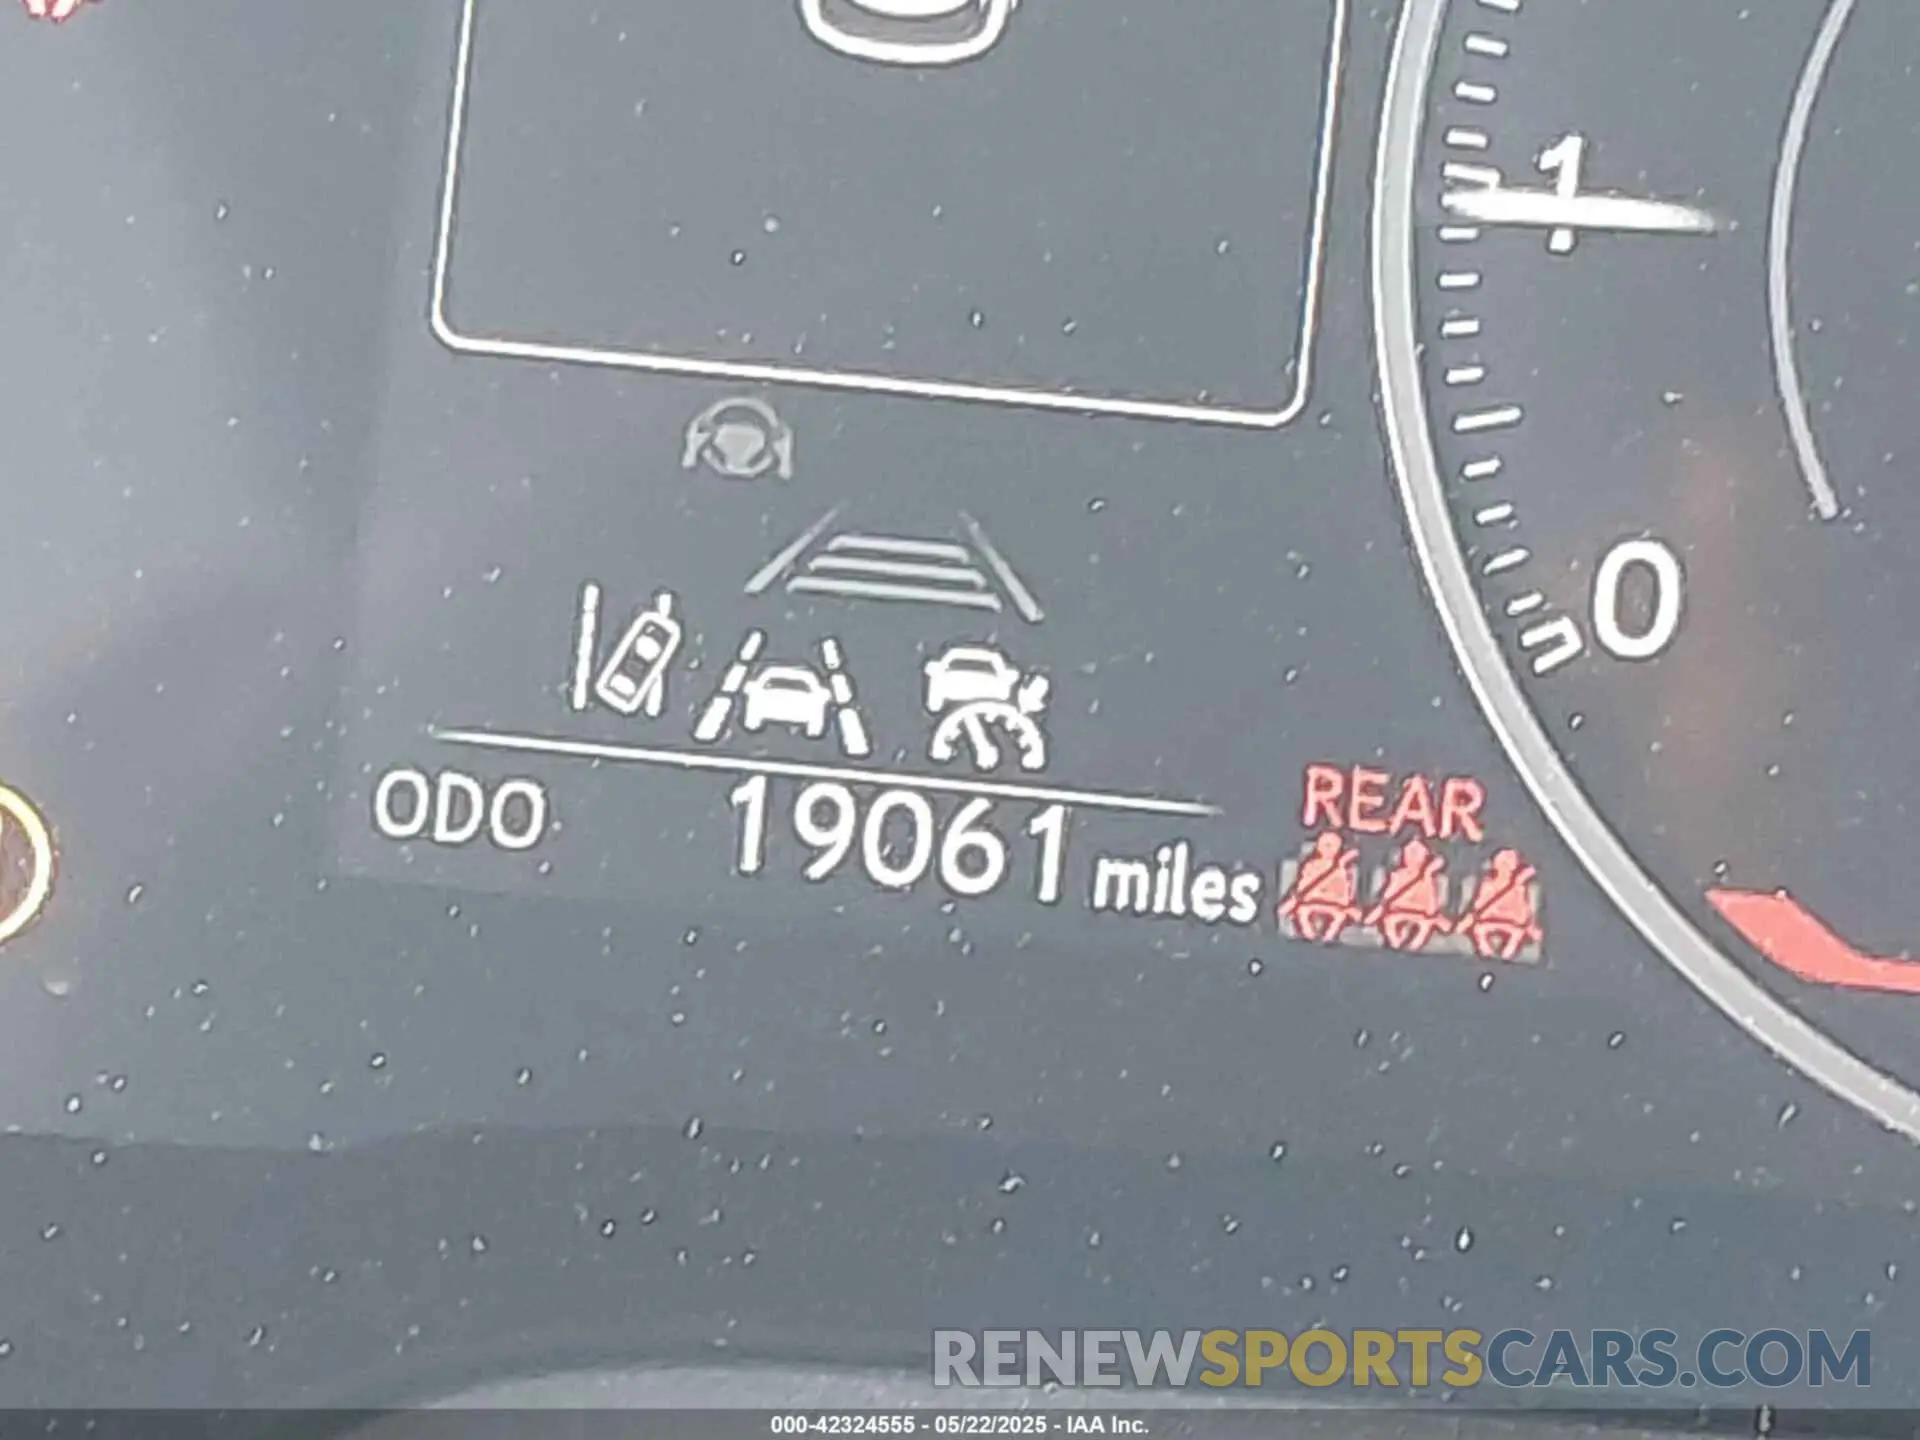 1
0
REAR
ODO 19061 miles
RENEWSPORTSCARS.COM
000-42324555 - 05/22/2025 - IAA Inc.